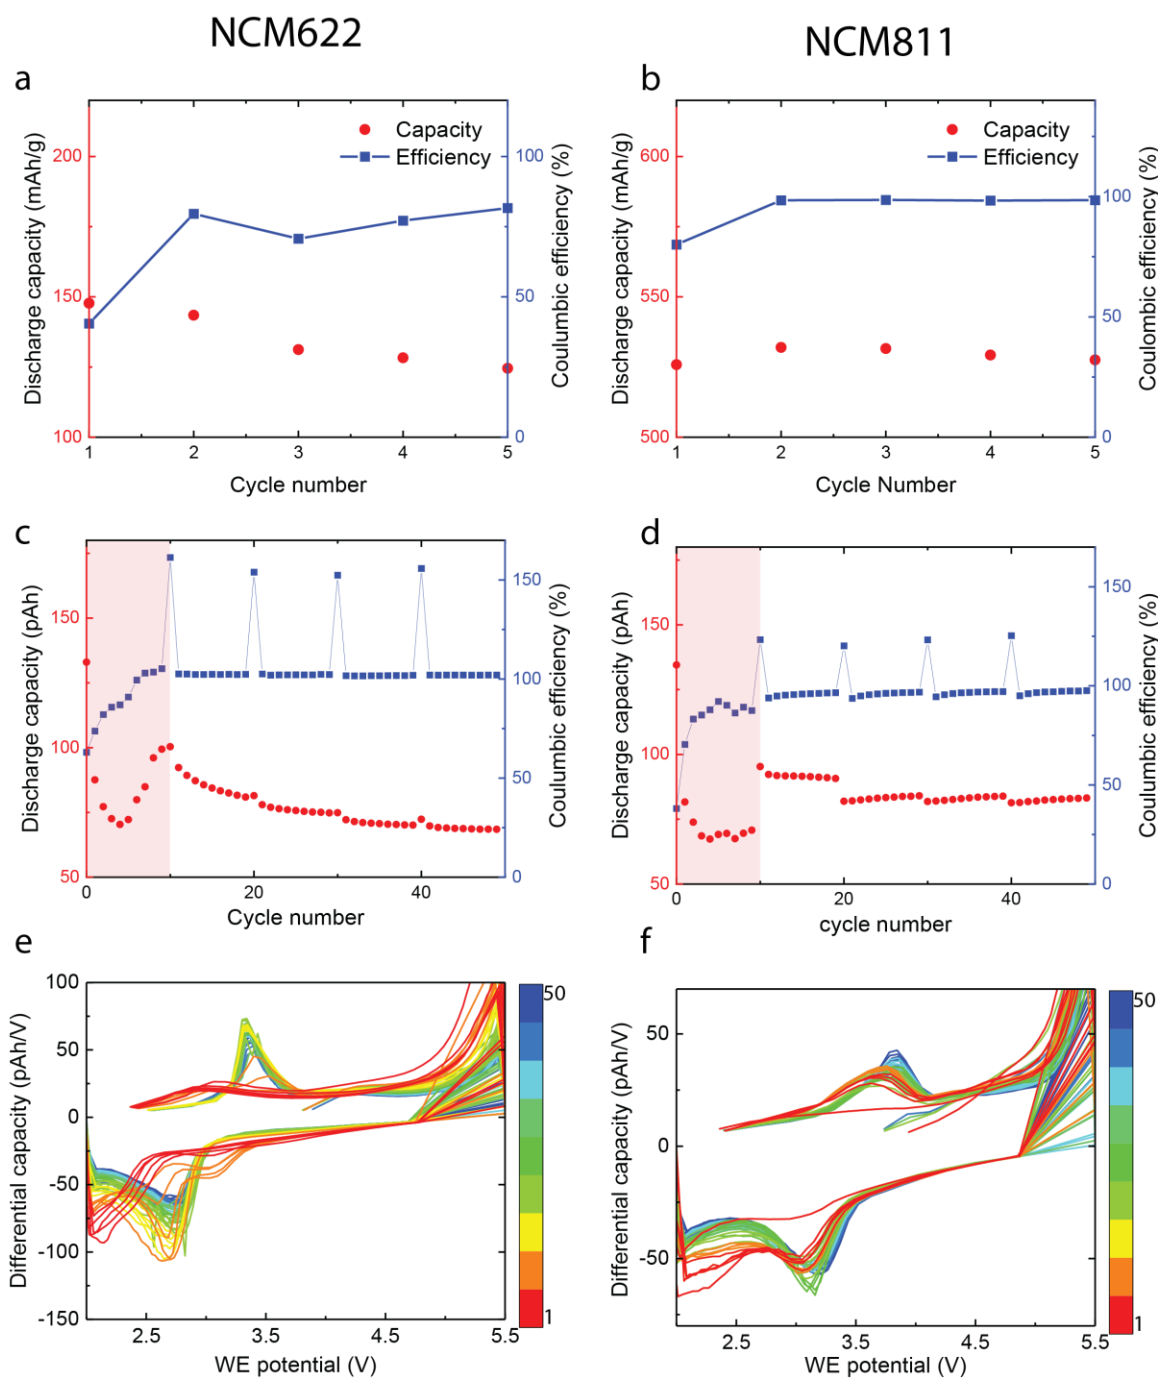 NCM622
NCM811
a
200
150
100
Discharge capacity (mAh/g)
Capacity
Efficiency
100
50
0
Coulumbic efficiency (%)
1 2 3 4 5
Cycle number
b
600
550
500
Discharge capacity (mAh/g)
Capacity
Efficiency
100
50
0
Coulombic efficiency (%)
1 2 3 4 5
Cycle Number
c
150
100
50
Discharge capacity (pAh)
150
100
50
0
Coulumbic efficiency (%)
0 20 40
Cycle number
d
150
100
50
Discharge capacity (pAh)
150
100
50
0
Coulumbic efficiency (%)
0 20 40
cycle number
e
100
50
0
-50
-100
-150
Differential capacity (pAh/V)
2.5 3.5 4.5 5.5
WE potential (V)
50
1
f
50
0
-50
Differential capacity (pAh/V)
2.5 3.5 4.5 5.5
WE potential (V)
50
1